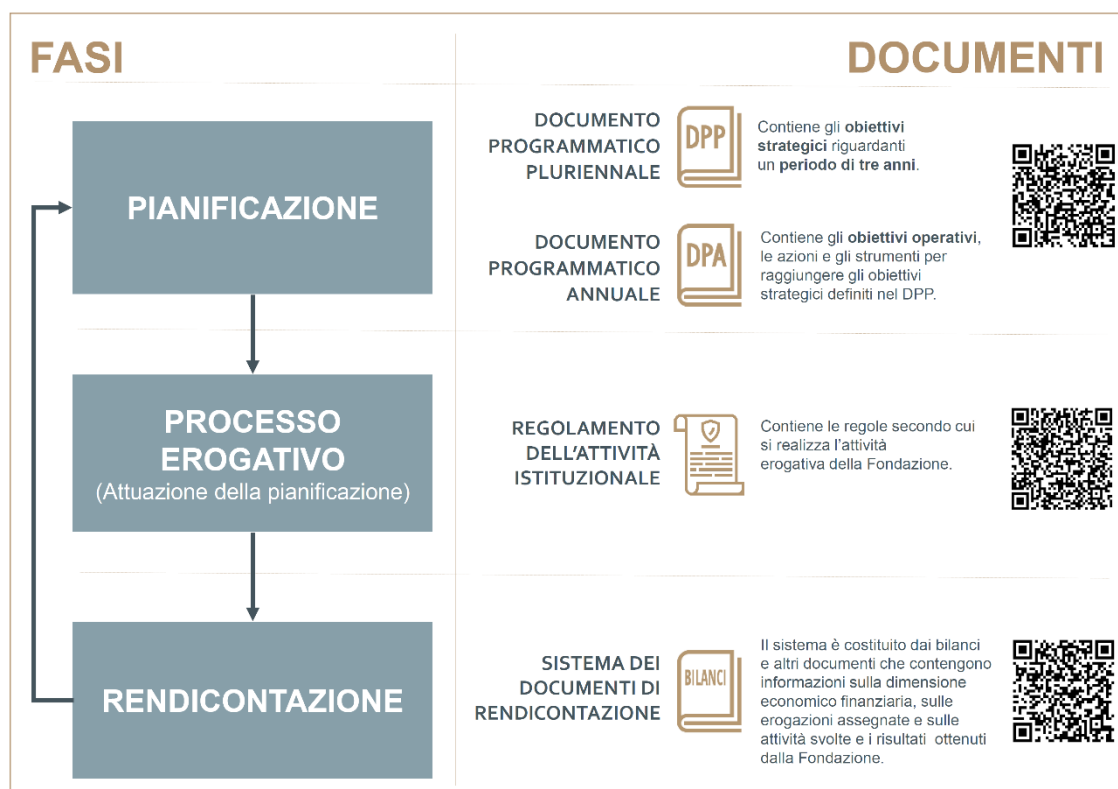 FASI
DOCUMENTI
PIANIFICAZIONE
DOCUMENTO
PROGRAMMATICO
PLURIENNALE
DPP
Contiene gli obiettivi
strategici riguardanti
un periodo di tre anni.
DOCUMENTO
PROGRAMMATICO
ANNUALE
DPA
Contiene gli obiettivi operativi,
le azioni e gli strumenti per
raggiungere gli obiettivi
strategici definiti nel DPP.
PROCESSO
EROGATIVO
(Attuazione della pianificazione)
REGOLAMENTO
DELL'ATTIVITÀ
ISTITUZIONALE
Contiene le regole secondo cui
si realizza l'attività
erogativa della Fondazione.
RENDICONTAZIONE
SISTEMA DEI
DOCUMENTI DI
RENDICONTAZIONE
BILANCI
Il sistema è costituito dai bilanci
e altri documenti che contengono
informazioni sulla dimensione
economico finanziaria, sulle
erogazioni assegnate e sulle
attività svolte e i risultati ottenuti
dalla Fondazione.